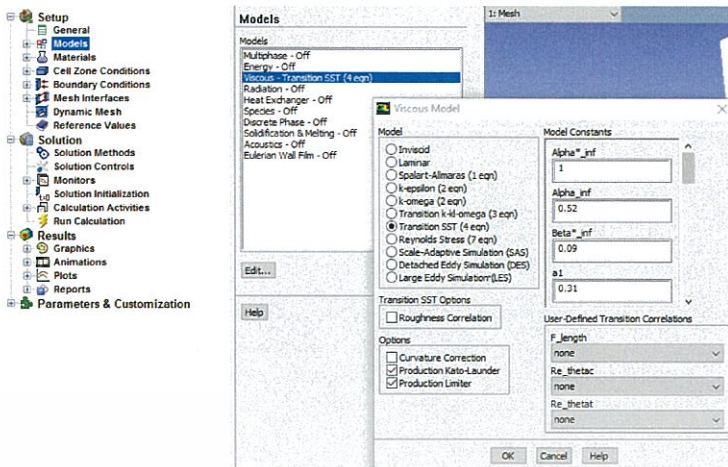 Setup
General
Models
Materials
Cell Zone Conditions
Boundary Conditions
Mesh Interfaces
Dynamic Mesh
Reference Values
Solution
Solution Methods
Solution Controls
Monitors
Solution Initialization
Calculation Activities
Run Calculation
Results
Graphics
Animations
Plots
Reports
Parameters & Customization
Models
Models
Multiphase - Off
Energy - Off
Viscous - Transition SST (4 eqn)
Radiation - Off
Heat Exchanger - Off
Species - Off
Discrete Phase - Off
Solidification & Melting - Off
Acoustics - Off
Eulerian Wall Film - Off
Edit...
Help
1: Mesh
Viscous Model
Model
Inviscid
Laminar
Spalart-Allmaras (1 eqn)
k-epsilon (2 eqn)
k-omega (2 eqn)
Transition k-kl-omega (3 eqn)
Transition SST (4 eqn)
Reynolds Stress (7 eqn)
Scale-Adaptive Simulation (SAS)
Detached Eddy Simulation (DES)
Large Eddy Simulation (LES)
Transition SST Options
Roughness Correlation
Options
Curvature Correction
Production Kato-Launder
Production Limiter
Model Constants
Alpha*_inf
1
Alpha_inf
0.52
Beta*_inf
0.09
a1
0.31
User-Defined Transition Correlations
F_length
none
Re_thetac
none
Re_thetat
none
OK Cancel Help